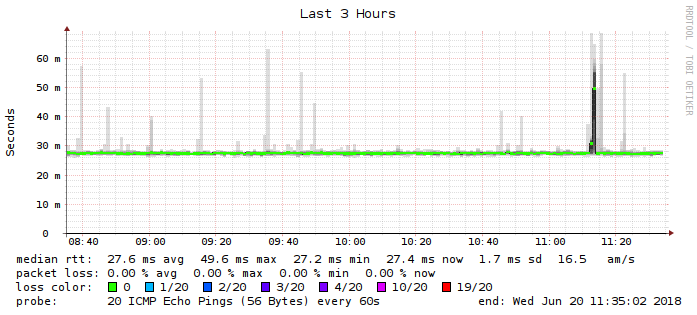 Last 3 Hours
RRDTOOL / TOBI OETIKER
Seconds
60 m
50 m
40 m
30 m
20 m
10 m
0
08:40 09:00 09:20 09:40 10:00 10:20 10:40 11:00 11:20
median rtt: 27.6 ms avg 49.6 ms max 27.2 ms min 27.4 ms now 1.7 ms sd 16.5 am/s
packet loss: 0.00 % avg 0.00 % max 0.00 % min 0.00 % now
loss color: 0 1/20 2/20 3/20 4/20 10/20 19/20
probe: 20 ICMP Echo Pings (56 Bytes) every 60s end: Wed Jun 20 11:35:02 2018